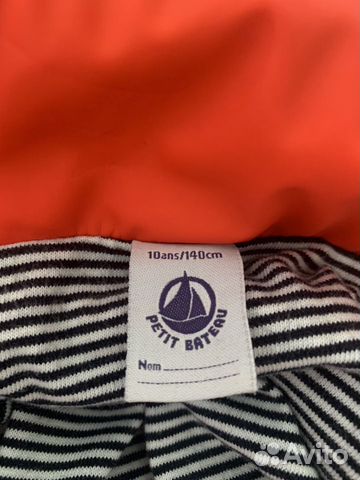 10ans/140cm
PETIT BATEAU
Nom
Avito